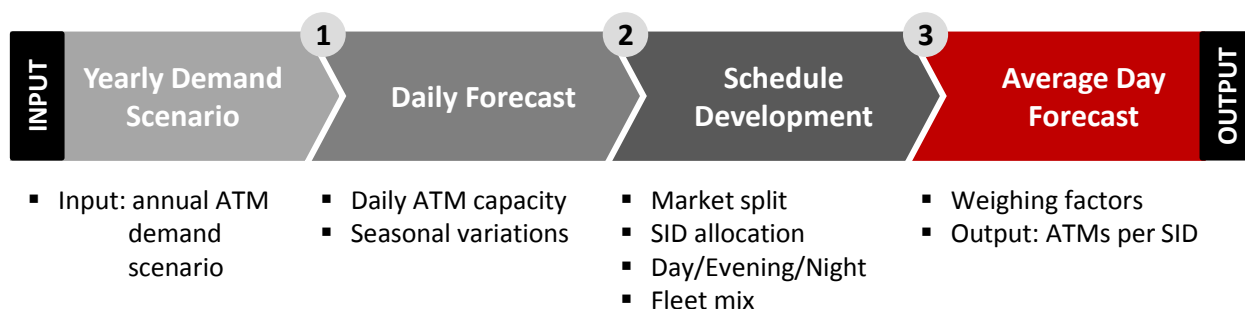 1
2
3
INPUT
Yearly Demand
Scenario
Daily Forecast
Schedule
Development
Average Day
Forecast
OUTPUT
▪ Input: annual ATM
demand
scenario
▪ Daily ATM capacity
▪ Seasonal variations
▪ Market split
▪ SID allocation
▪ Day/Evening/Night
▪ Fleet mix
▪ Weighing factors
▪ Output: ATMs per SID